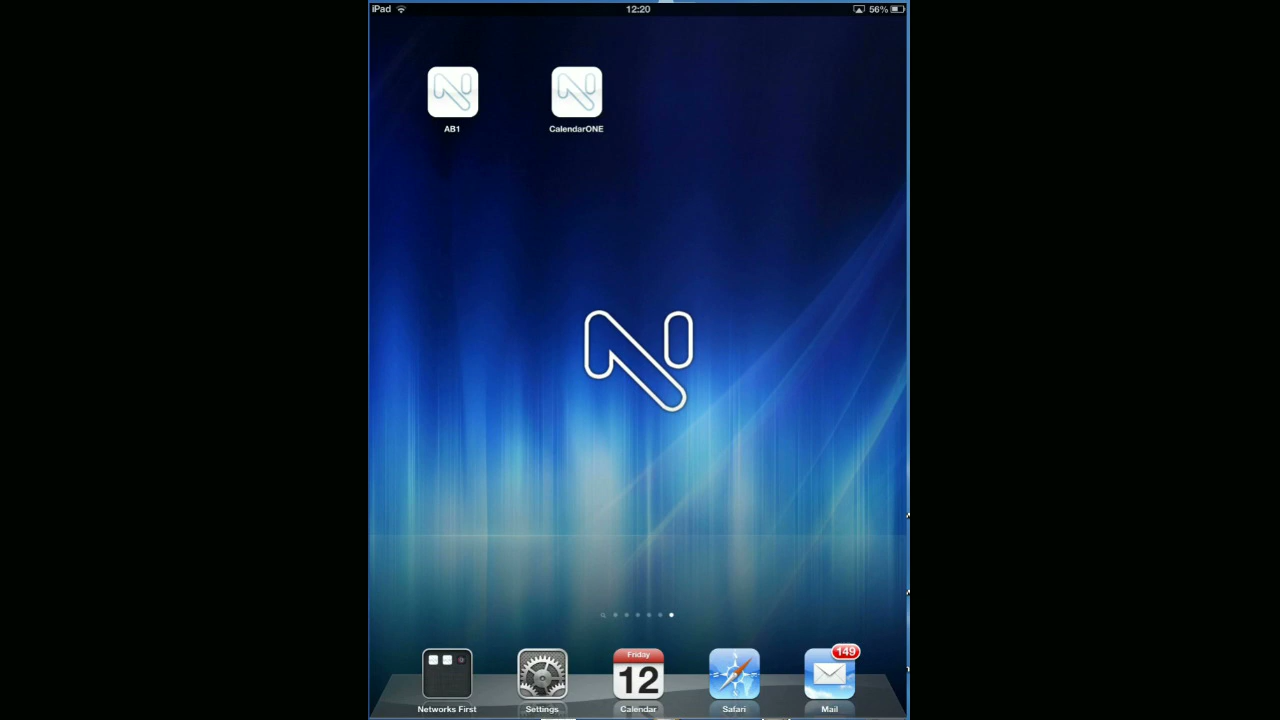 iPad 12:20 56%
AB1 CalendarONE
149
Friday
12
Networks First Settings Calendar Safari Mail